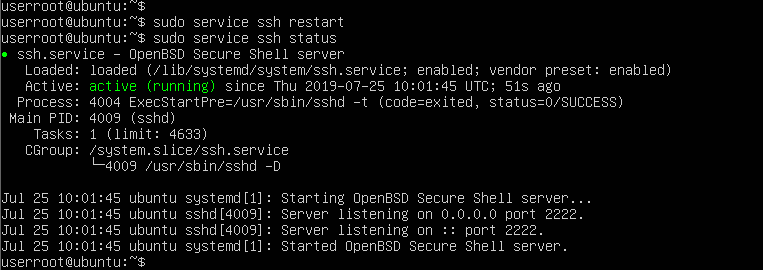 userroot@ubuntu:~$
userroot@ubuntu:~$ sudo service ssh restart
userroot@ubuntu:~$ sudo service ssh status
● ssh.service - OpenBSD Secure Shell server
   Loaded: loaded (/lib/systemd/system/ssh.service; enabled; vendor preset: enabled)
   Active: active (running) since Thu 2019-07-25 10:01:45 UTC; 51s ago
  Process: 4004 ExecStartPre=/usr/sbin/sshd -t (code=exited, status=0/SUCCESS)
 Main PID: 4009 (sshd)
    Tasks: 1 (limit: 4633)
   CGroup: /system.slice/ssh.service
           └─4009 /usr/sbin/sshd -D
Jul 25 10:01:45 ubuntu systemd[1]: Starting OpenBSD Secure Shell server...
Jul 25 10:01:45 ubuntu sshd[4009]: Server listening on 0.0.0.0 port 2222.
Jul 25 10:01:45 ubuntu sshd[4009]: Server listening on :: port 2222.
Jul 25 10:01:45 ubuntu systemd[1]: Started OpenBSD Secure Shell server.
userroot@ubuntu:~$